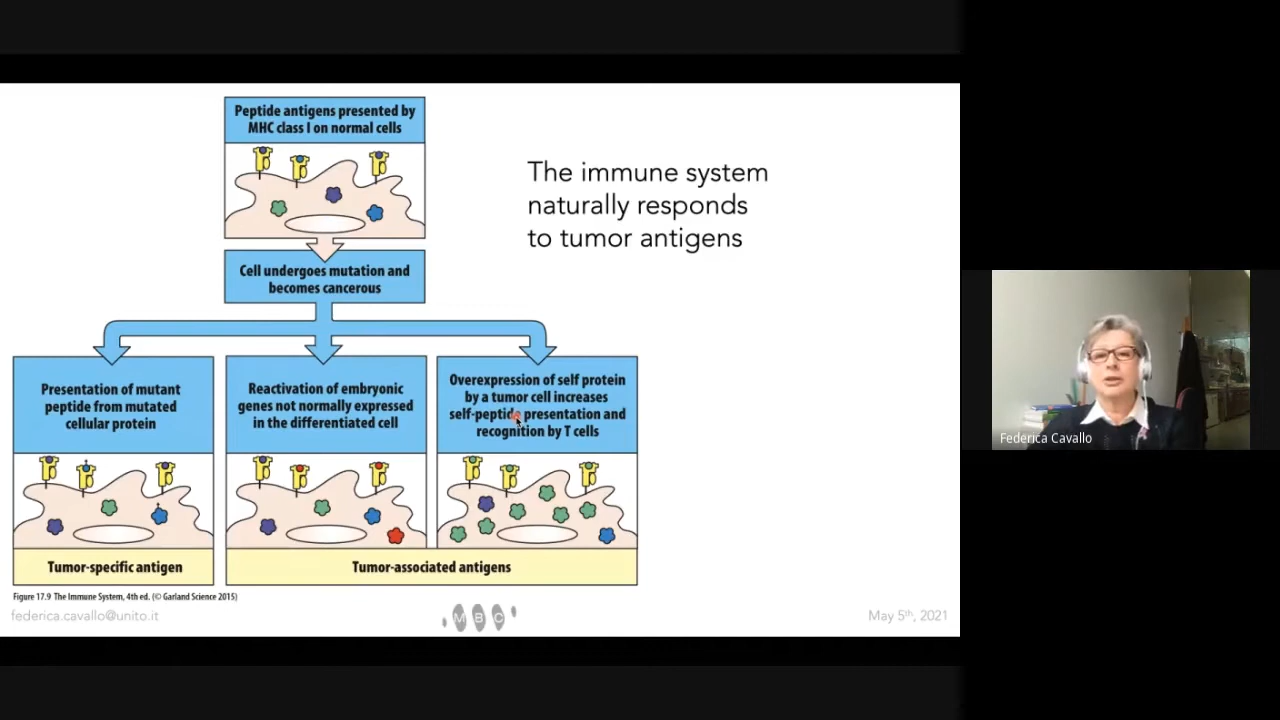 Peptide antigens presented by
MHC class I on normal cells
The immune system
naturally responds
to tumor antigens
Cell undergoes mutation and
becomes cancerous
Presentation of mutant
peptide from mutated
cellular protein
Reactivation of embryonic
genes not normally expressed
in the differentiated cell
Overexpression of self protein
by a tumor cell increases
self-peptide presentation and
recognition by T cells
Tumor-specific antigen
Tumor-associated antigens
Figure 17.9 The Immune System, 4th ed. (© Garland Science 2015)
federica.cavallo@unito.it
M B C
May 5th, 2021
Federica Cavallo